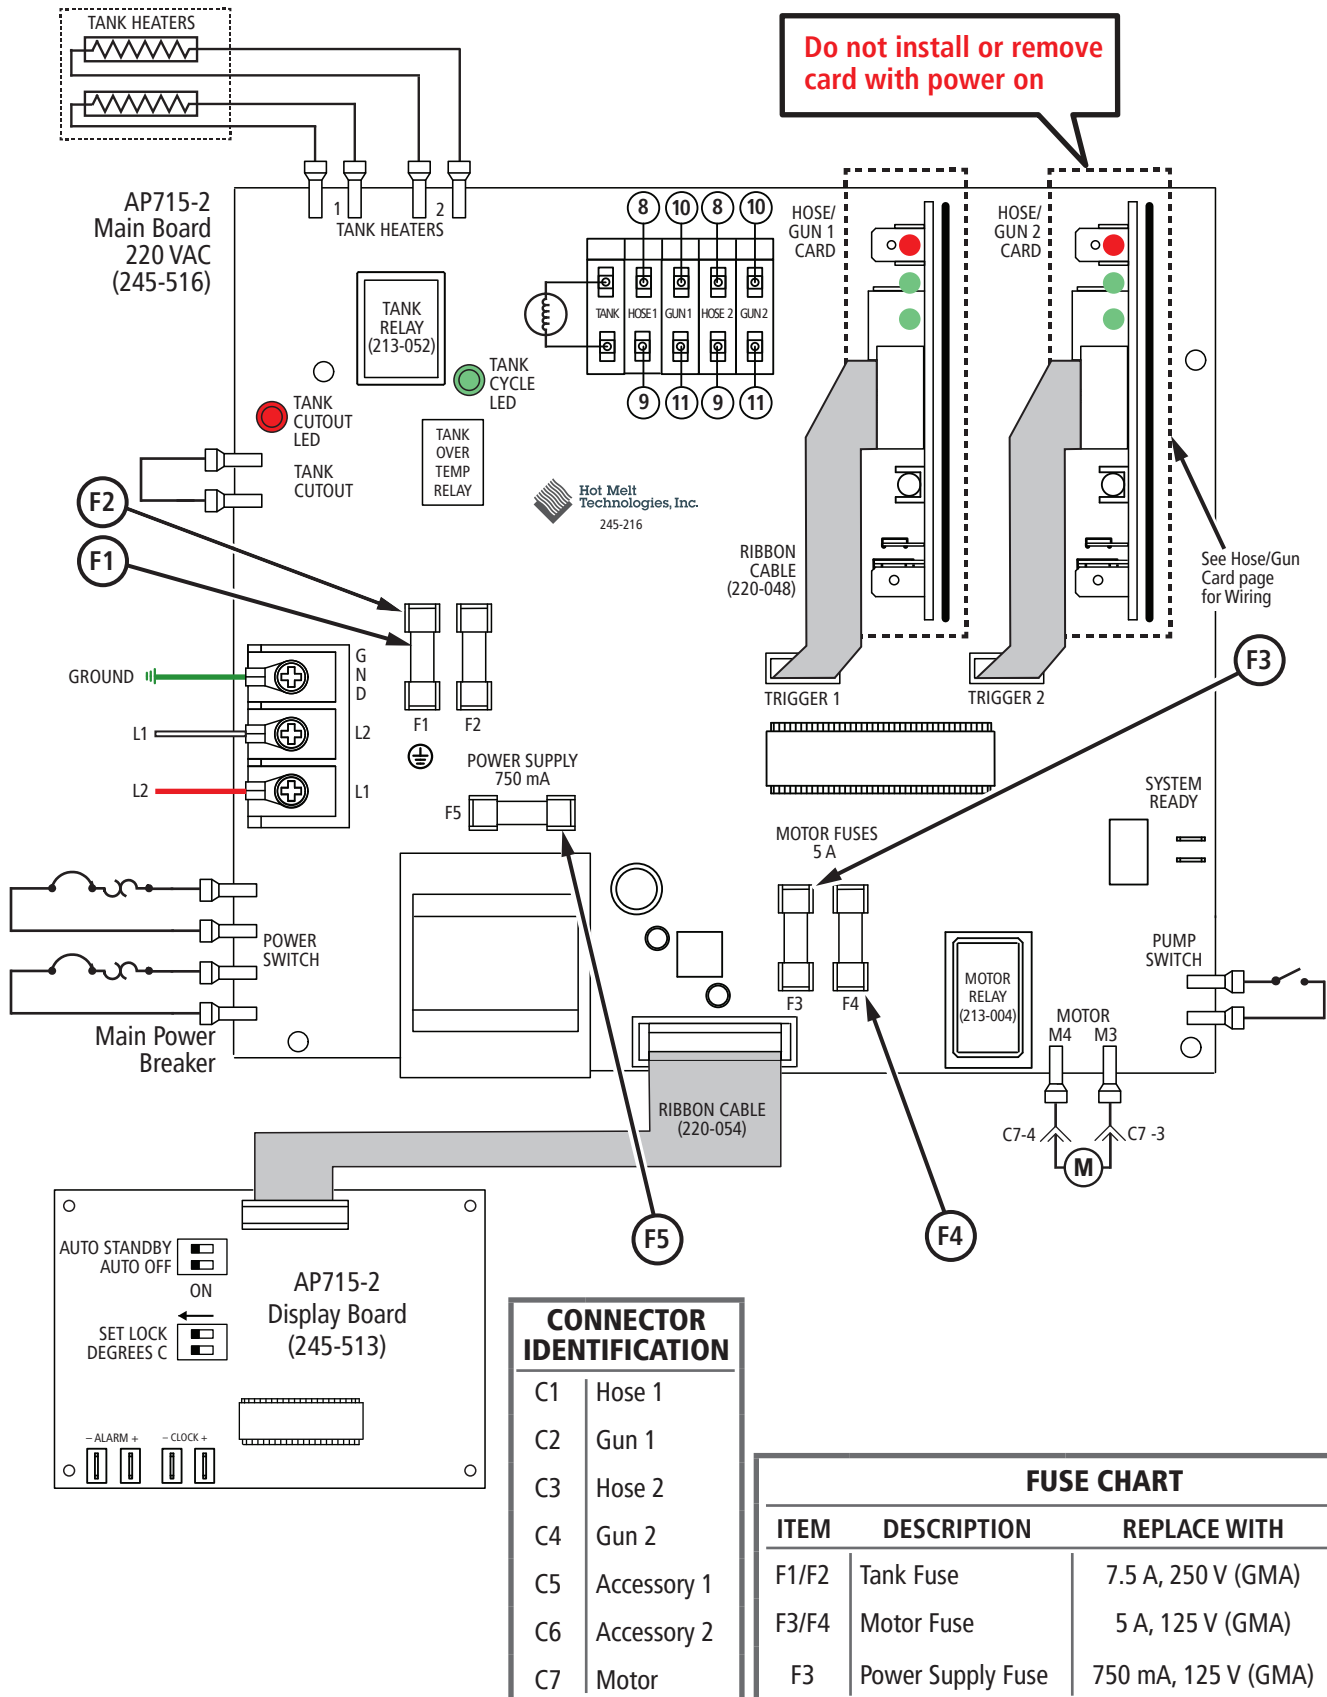 TANK HEATERS
Do not install or remove
card with power on
AP715-2
Main Board
220 VAC
(245-516)
1
2
TANK HEATERS
TANK
RELAY
(213-052)
TANK
CYCLE
LED
TANK
CUTOUT
LED
TANK
CUTOUT
TANK
OVER
TEMP
RELAY
8
10
8
10
TANK
HOSE 1
GUN 1
HOSE 2
GUN 2
9
11
9
11
HOSE/
GUN 1
CARD
HOSE/
GUN 2
CARD
Hot Melt
Technologies, Inc.
245-216
RIBBON
CABLE
(220-048)
See Hose/Gun
Card page
for Wiring
F2
F1
F3
GROUND
L1
L2
G
N
D
L2
L1
F1
F2
TRIGGER 1
TRIGGER 2
POWER SUPPLY
750 mA
F5
MOTOR FUSES
5 A
SYSTEM
READY
POWER
SWITCH
Main Power
Breaker
F3
F4
MOTOR
RELAY
(213-004)
PUMP
SWITCH
MOTOR
M4
M3
C7-4
C7 -3
M
RIBBON CABLE
(220-054)
F5
F4
AUTO STANDBY
AUTO OFF
ON
SET LOCK
DEGREES C
AP715-2
Display Board
(245-513)
– ALARM +
– CLOCK +
CONNECTOR
IDENTIFICATION
C1 Hose 1
C2 Gun 1
C3 Hose 2
C4 Gun 2
C5 Accessory 1
C6 Accessory 2
C7 Motor
FUSE CHART
ITEM DESCRIPTION REPLACE WITH
F1/F2 Tank Fuse 7.5 A, 250 V (GMA)
F3/F4 Motor Fuse 5 A, 125 V (GMA)
F3 Power Supply Fuse 750 mA, 125 V (GMA)